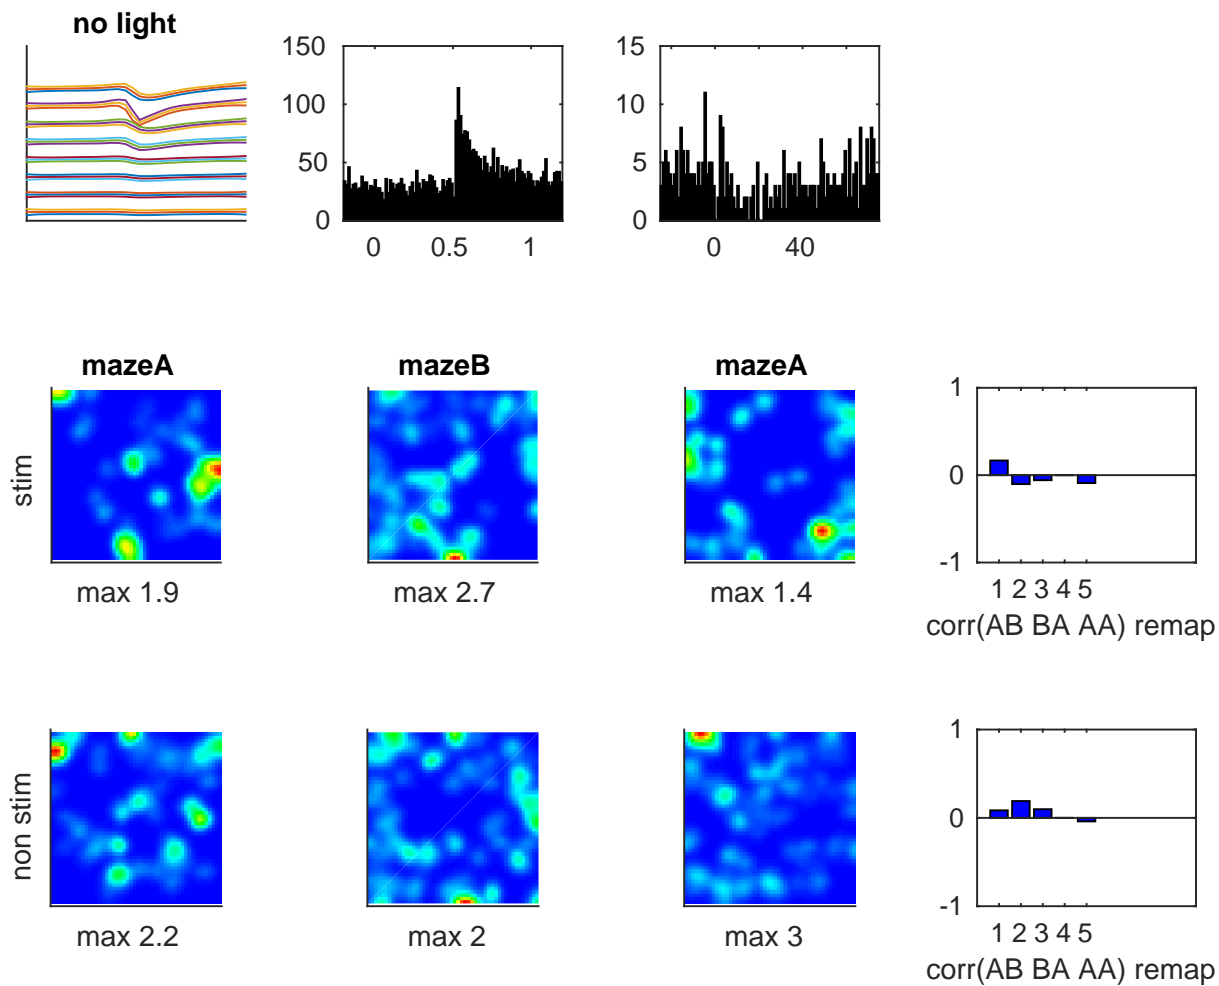 no light
150
100
50
0
0 0.5 1
15
10
5
0
0 40
mazeA
mazeB
mazeA
stim
max 1.9
max 2.7
max 1.4
1
0
-1
1 2 3 4 5
corr(AB BA AA) remap
non stim
max 2.2
max 2
max 3
1
0
-1
1 2 3 4 5
corr(AB BA AA) remap